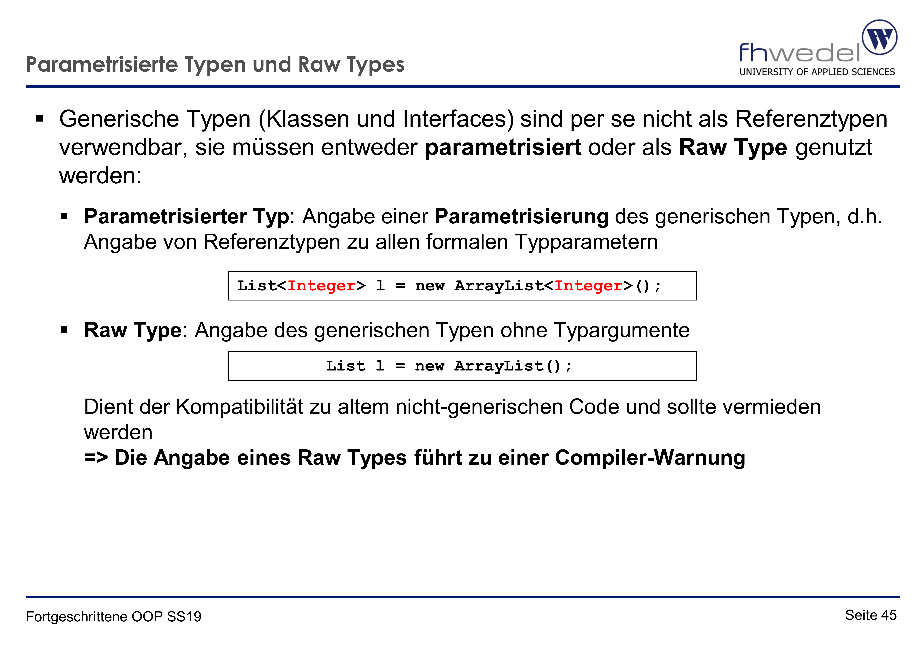 Parametrisierte Typen und Raw Types
fhwedel
UNIVERSITY OF APPLIED SCIENCES
W
▪ Generische Typen (Klassen und Interfaces) sind per se nicht als Referenztypen
verwendbar, sie müssen entweder parametrisiert oder als Raw Type genutzt
werden:
▪ Parametrisierter Typ: Angabe einer Parametrisierung des generischen Typen, d.h.
Angabe von Referenztypen zu allen formalen Typparametern
List<Integer> l = new ArrayList<Integer>();
▪ Raw Type: Angabe des generischen Typen ohne Typargumente
List l = new ArrayList();
Dient der Kompatibilität zu altem nicht-generischen Code und sollte vermieden
werden
=> Die Angabe eines Raw Types führt zu einer Compiler-Warnung
Fortgeschrittene OOP SS19
Seite 45